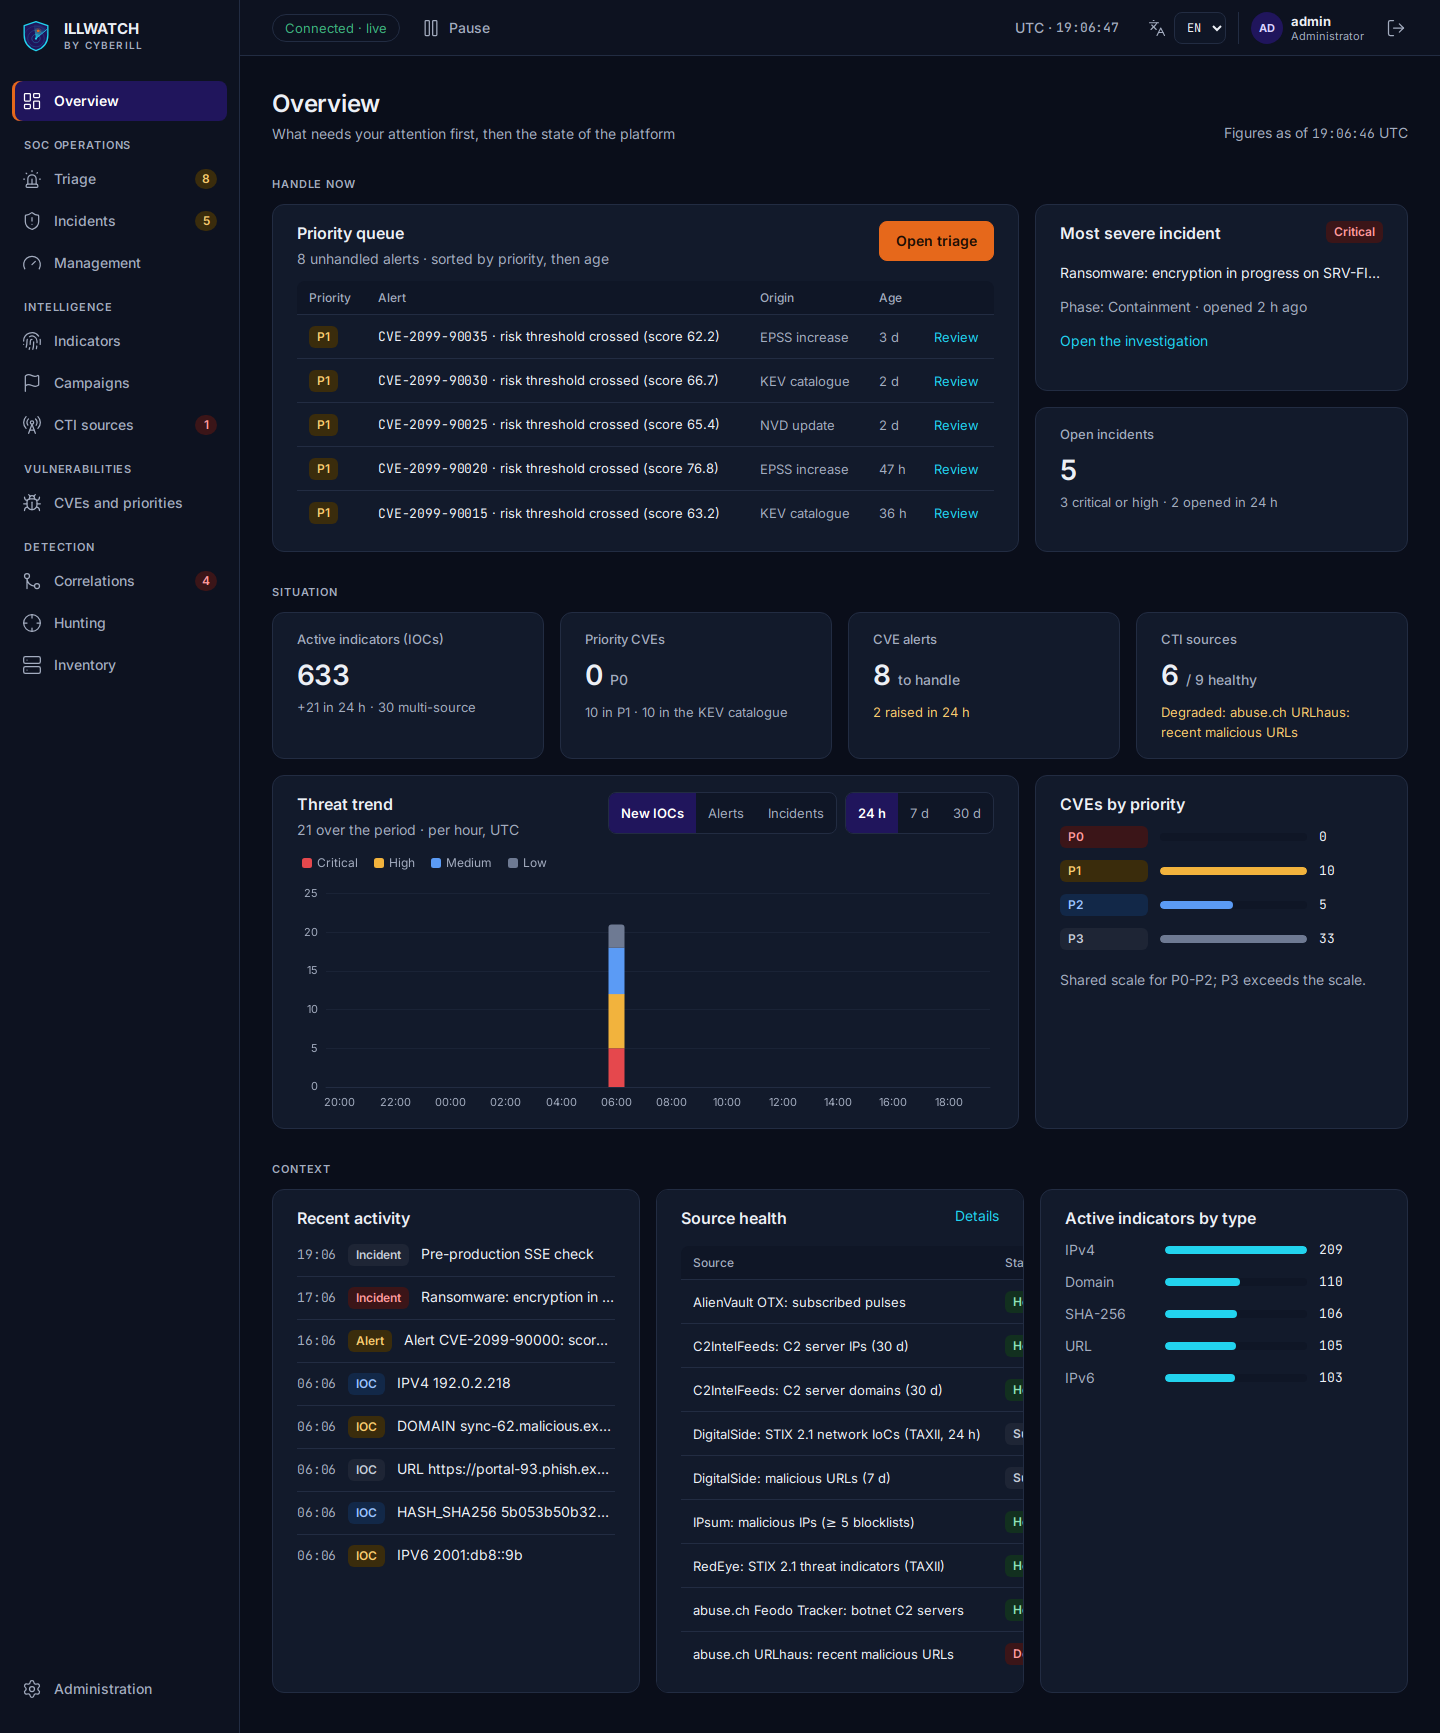 ILLWATCH
BY CYBERILL
Connected · live
Pause
UTC · 19:06:47
EN
AD
admin
Administrator
Overview
SOC OPERATIONS
Triage 8
Incidents 5
Management
INTELLIGENCE
Indicators
Campaigns
CTI sources 1
VULNERABILITIES
CVEs and priorities
DETECTION
Correlations 4
Hunting
Inventory
Administration
Overview
What needs your attention first, then the state of the platform
Figures as of 19:06:46 UTC
HANDLE NOW
Priority queue
8 unhandled alerts · sorted by priority, then age
Open triage
Priority Alert Origin Age
P1 CVE-2099-90035 · risk threshold crossed (score 62.2) EPSS increase 3 d Review
P1 CVE-2099-90030 · risk threshold crossed (score 66.7) KEV catalogue 2 d Review
P1 CVE-2099-90025 · risk threshold crossed (score 65.4) NVD update 2 d Review
P1 CVE-2099-90020 · risk threshold crossed (score 76.8) EPSS increase 47 h Review
P1 CVE-2099-90015 · risk threshold crossed (score 63.2) KEV catalogue 36 h Review
Most severe incident Critical
Ransomware: encryption in progress on SRV-FI...
Phase: Containment · opened 2 h ago
Open the investigation
Open incidents
5
3 critical or high · 2 opened in 24 h
SITUATION
Active indicators (IOCs)
633
+21 in 24 h · 30 multi-source
Priority CVEs
0 P0
10 in P1 · 10 in the KEV catalogue
CVE alerts
8 to handle
2 raised in 24 h
CTI sources
6 / 9 healthy
Degraded: abuse.ch URLhaus:
recent malicious URLs
Threat trend
21 over the period · per hour, UTC
New IOCs Alerts Incidents
24 h 7 d 30 d
Critical High Medium Low
25
20
15
10
5
0
20:00 22:00 00:00 02:00 04:00 06:00 08:00 10:00 12:00 14:00 16:00 18:00
CVEs by priority
P0 0
P1 10
P2 5
P3 33
Shared scale for P0-P2; P3 exceeds the scale.
CONTEXT
Recent activity
19:06 Incident Pre-production SSE check
17:06 Incident Ransomware: encryption in ...
16:06 Alert Alert CVE-2099-90000: scor...
06:06 IOC IPV4 192.0.2.218
06:06 IOC DOMAIN sync-62.malicious.ex...
06:06 IOC URL https://portal-93.phish.ex...
06:06 IOC HASH_SHA256 5b053b50b32...
06:06 IOC IPV6 2001:db8::9b
Source health Details
Source Sta
AlienVault OTX: subscribed pulses
C2IntelFeeds: C2 server IPs (30 d)
C2IntelFeeds: C2 server domains (30 d)
DigitalSide: STIX 2.1 network IoCs (TAXII, 24 h)
DigitalSide: malicious URLs (7 d)
IPsum: malicious IPs (≥ 5 blocklists)
RedEye: STIX 2.1 threat indicators (TAXII)
abuse.ch Feodo Tracker: botnet C2 servers
abuse.ch URLhaus: recent malicious URLs
Active indicators by type
IPv4 209
Domain 110
SHA-256 106
URL 105
IPv6 103